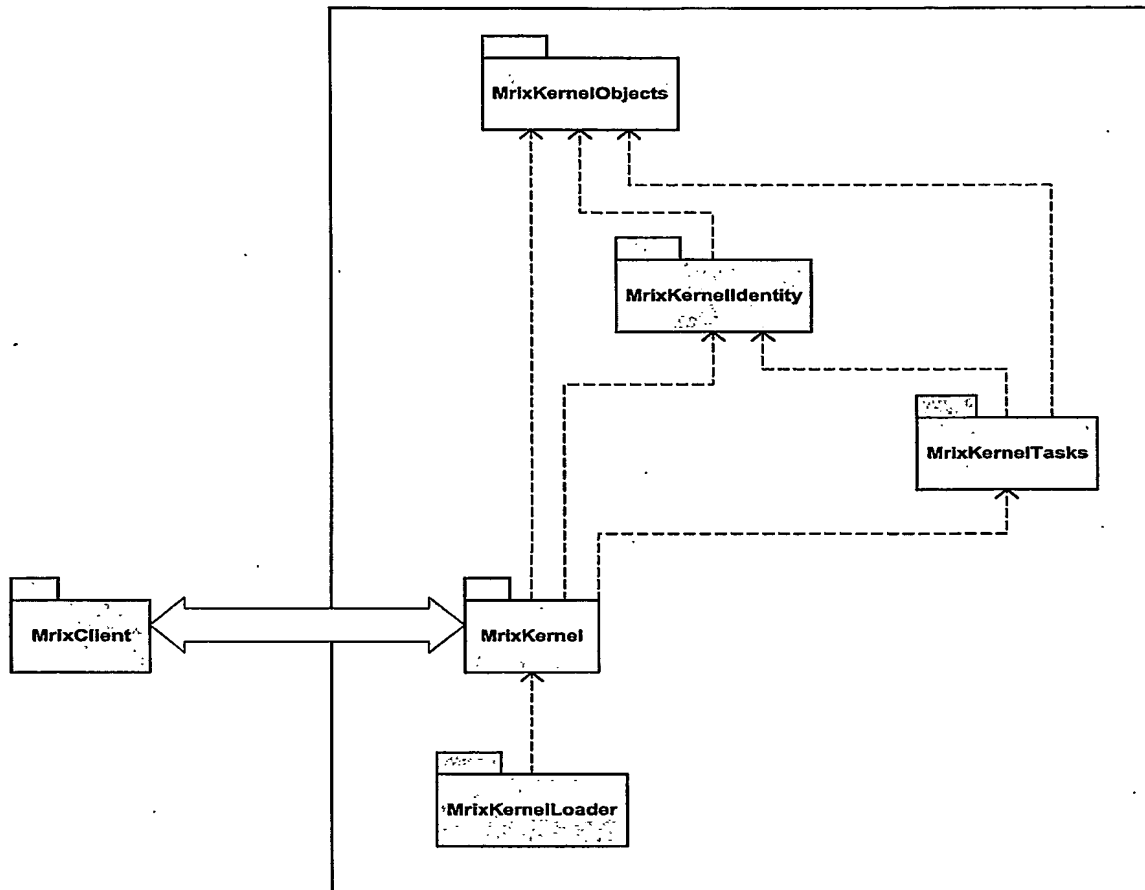 MrixKernelObjects
MrixKernelIdentity
MrixKernelTasks
MrixClient
MrixKernel
MrixKernelLoader